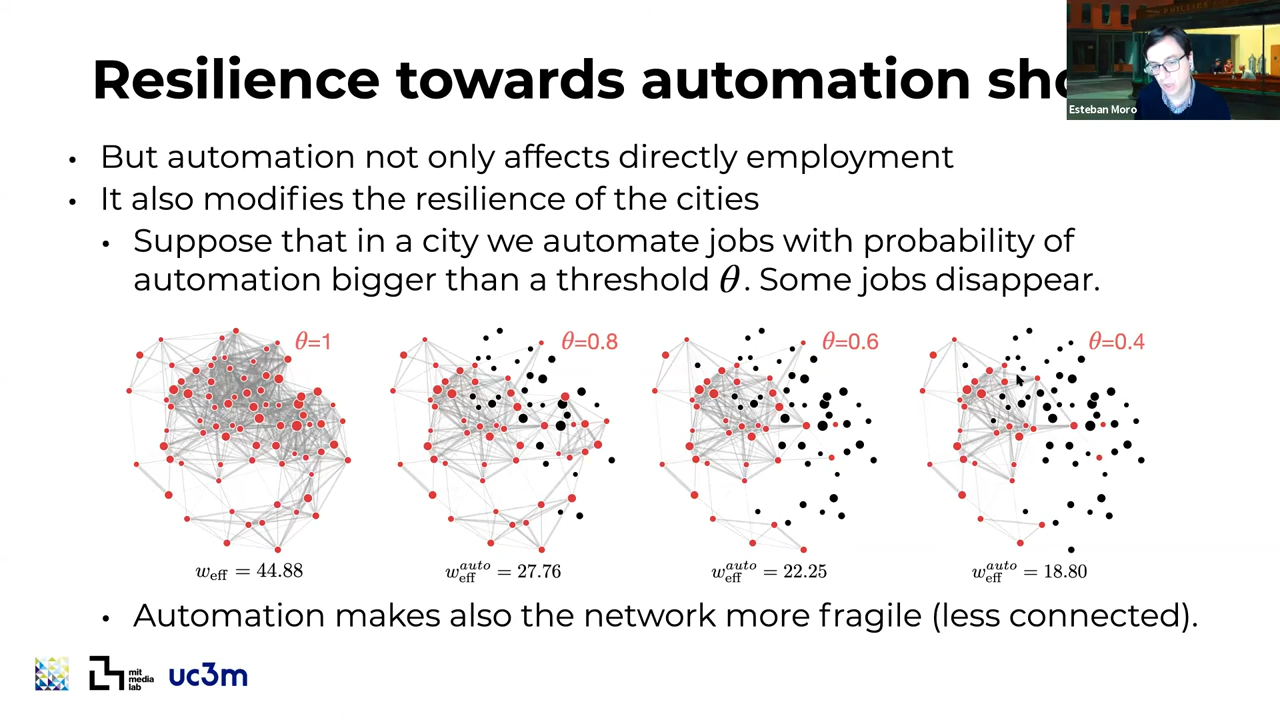 Resilience towards automation sho
Esteban Moro
• But automation not only affects directly employment
• It also modifies the resilience of the cities
• Suppose that in a city we automate jobs with probability of
automation bigger than a threshold θ. Some jobs disappear.
θ=1
θ=0.8
θ=0.6
θ=0.4
w_eff = 44.88
w_eff^auto = 27.76
w_eff^auto = 22.25
w_eff^auto = 18.80
• Automation makes also the network more fragile (less connected).
mit
media
lab
uc3m